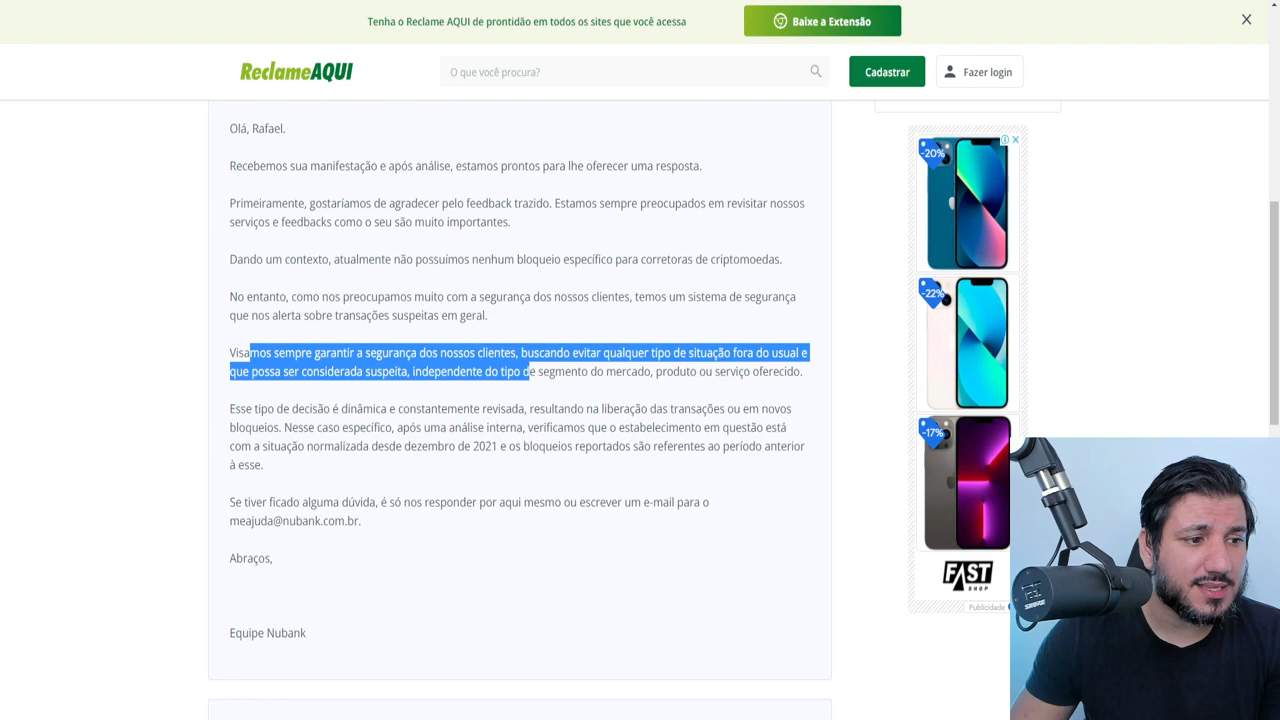 Tenha o Reclame AQUI de prontidão em todos os sites que você acessa
Baixe a Extensão
ReclameAQUI
O que você procura?
Cadastrar
Fazer login
Olá, Rafael.
Recebemos sua manifestação e após análise, estamos prontos para lhe oferecer uma resposta.
Primeiramente, gostaríamos de agradecer pelo feedback trazido. Estamos sempre preocupados em revisitar nossos
serviços e feedbacks como o seu são muito importantes.
Dando um contexto, atualmente não possuímos nenhum bloqueio específico para corretoras de criptomoedas.
No entanto, como nos preocupamos muito com a segurança dos nossos clientes, temos um sistema de segurança
que nos alerta sobre transações suspeitas em geral.
Visamos sempre garantir a segurança dos nossos clientes, buscando evitar qualquer tipo de situação fora do usual e
que possa ser considerada suspeita, independente do tipo de segmento do mercado, produto ou serviço oferecido.
Esse tipo de decisão é dinâmica e constantemente revisada, resultando na liberação das transações ou em novos
bloqueios. Nesse caso específico, após uma análise interna, verificamos que o estabelecimento em questão está
com a situação normalizada desde dezembro de 2021 e os bloqueios reportados são referentes ao período anterior
à esse.
Se tiver ficado alguma dúvida, é só nos responder por aqui mesmo ou escrever um e-mail para o
meajuda@nubank.com.br.
Abraços,
Equipe Nubank
-20%
-22%
-17%
FAST
SHOP
Publicidade
SHURE